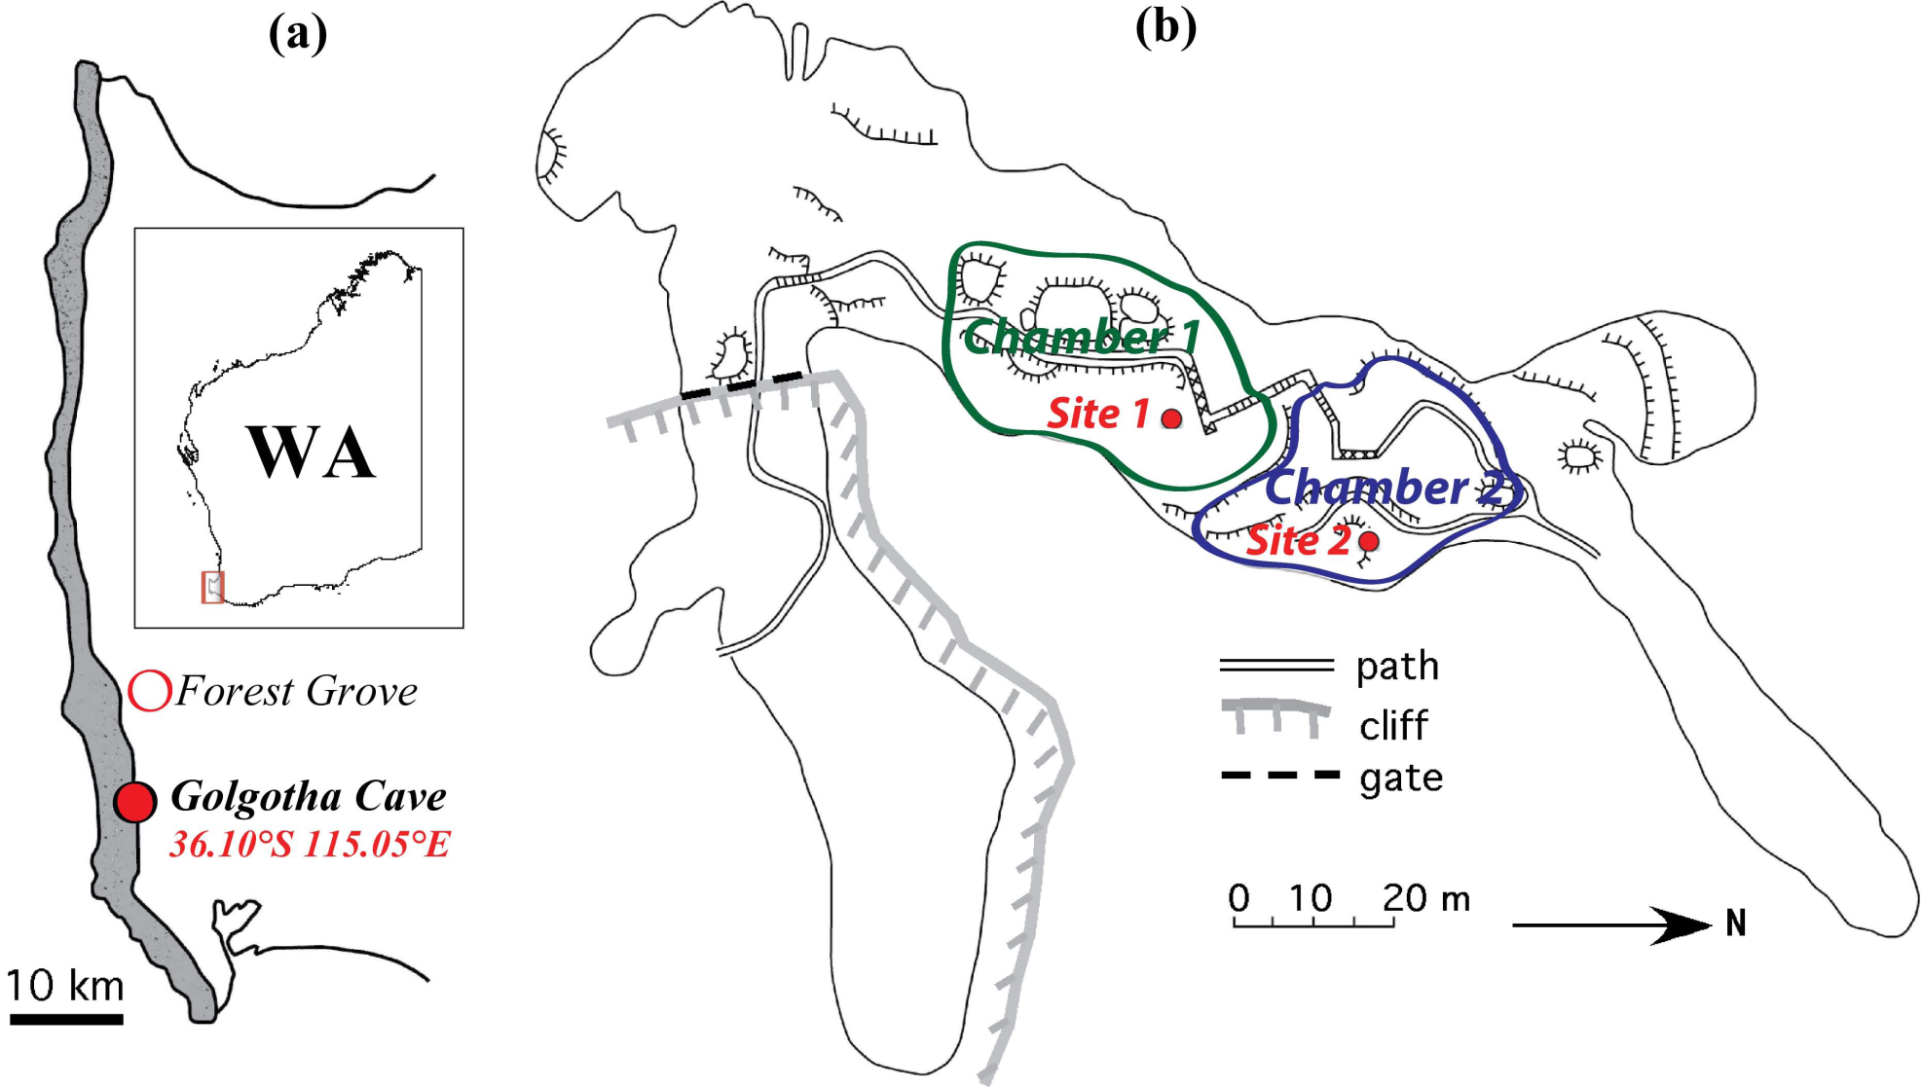 (a)
WA
Forest Grove
Golgotha Cave
36.10°S 115.05°E
10 km
(b)
Chamber 1
Site 1
Chamber 2
Site 2
path
cliff
gate
0 10 20 m
N